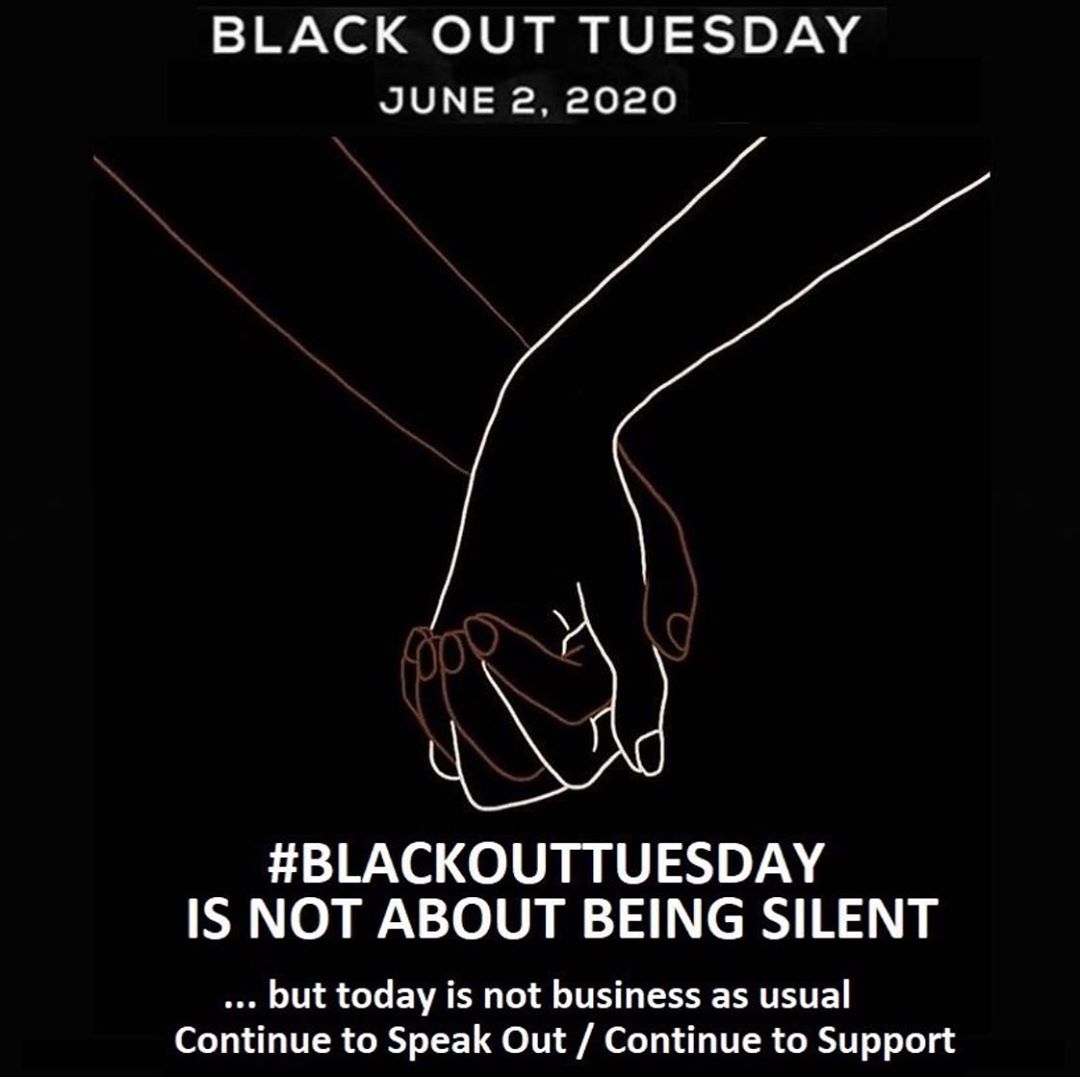 BLACK OUT TUESDAY
JUNE 2, 2020
#BLACKOUTTUESDAY
IS NOT ABOUT BEING SILENT
... but today is not business as usual
Continue to Speak Out / Continue to Support